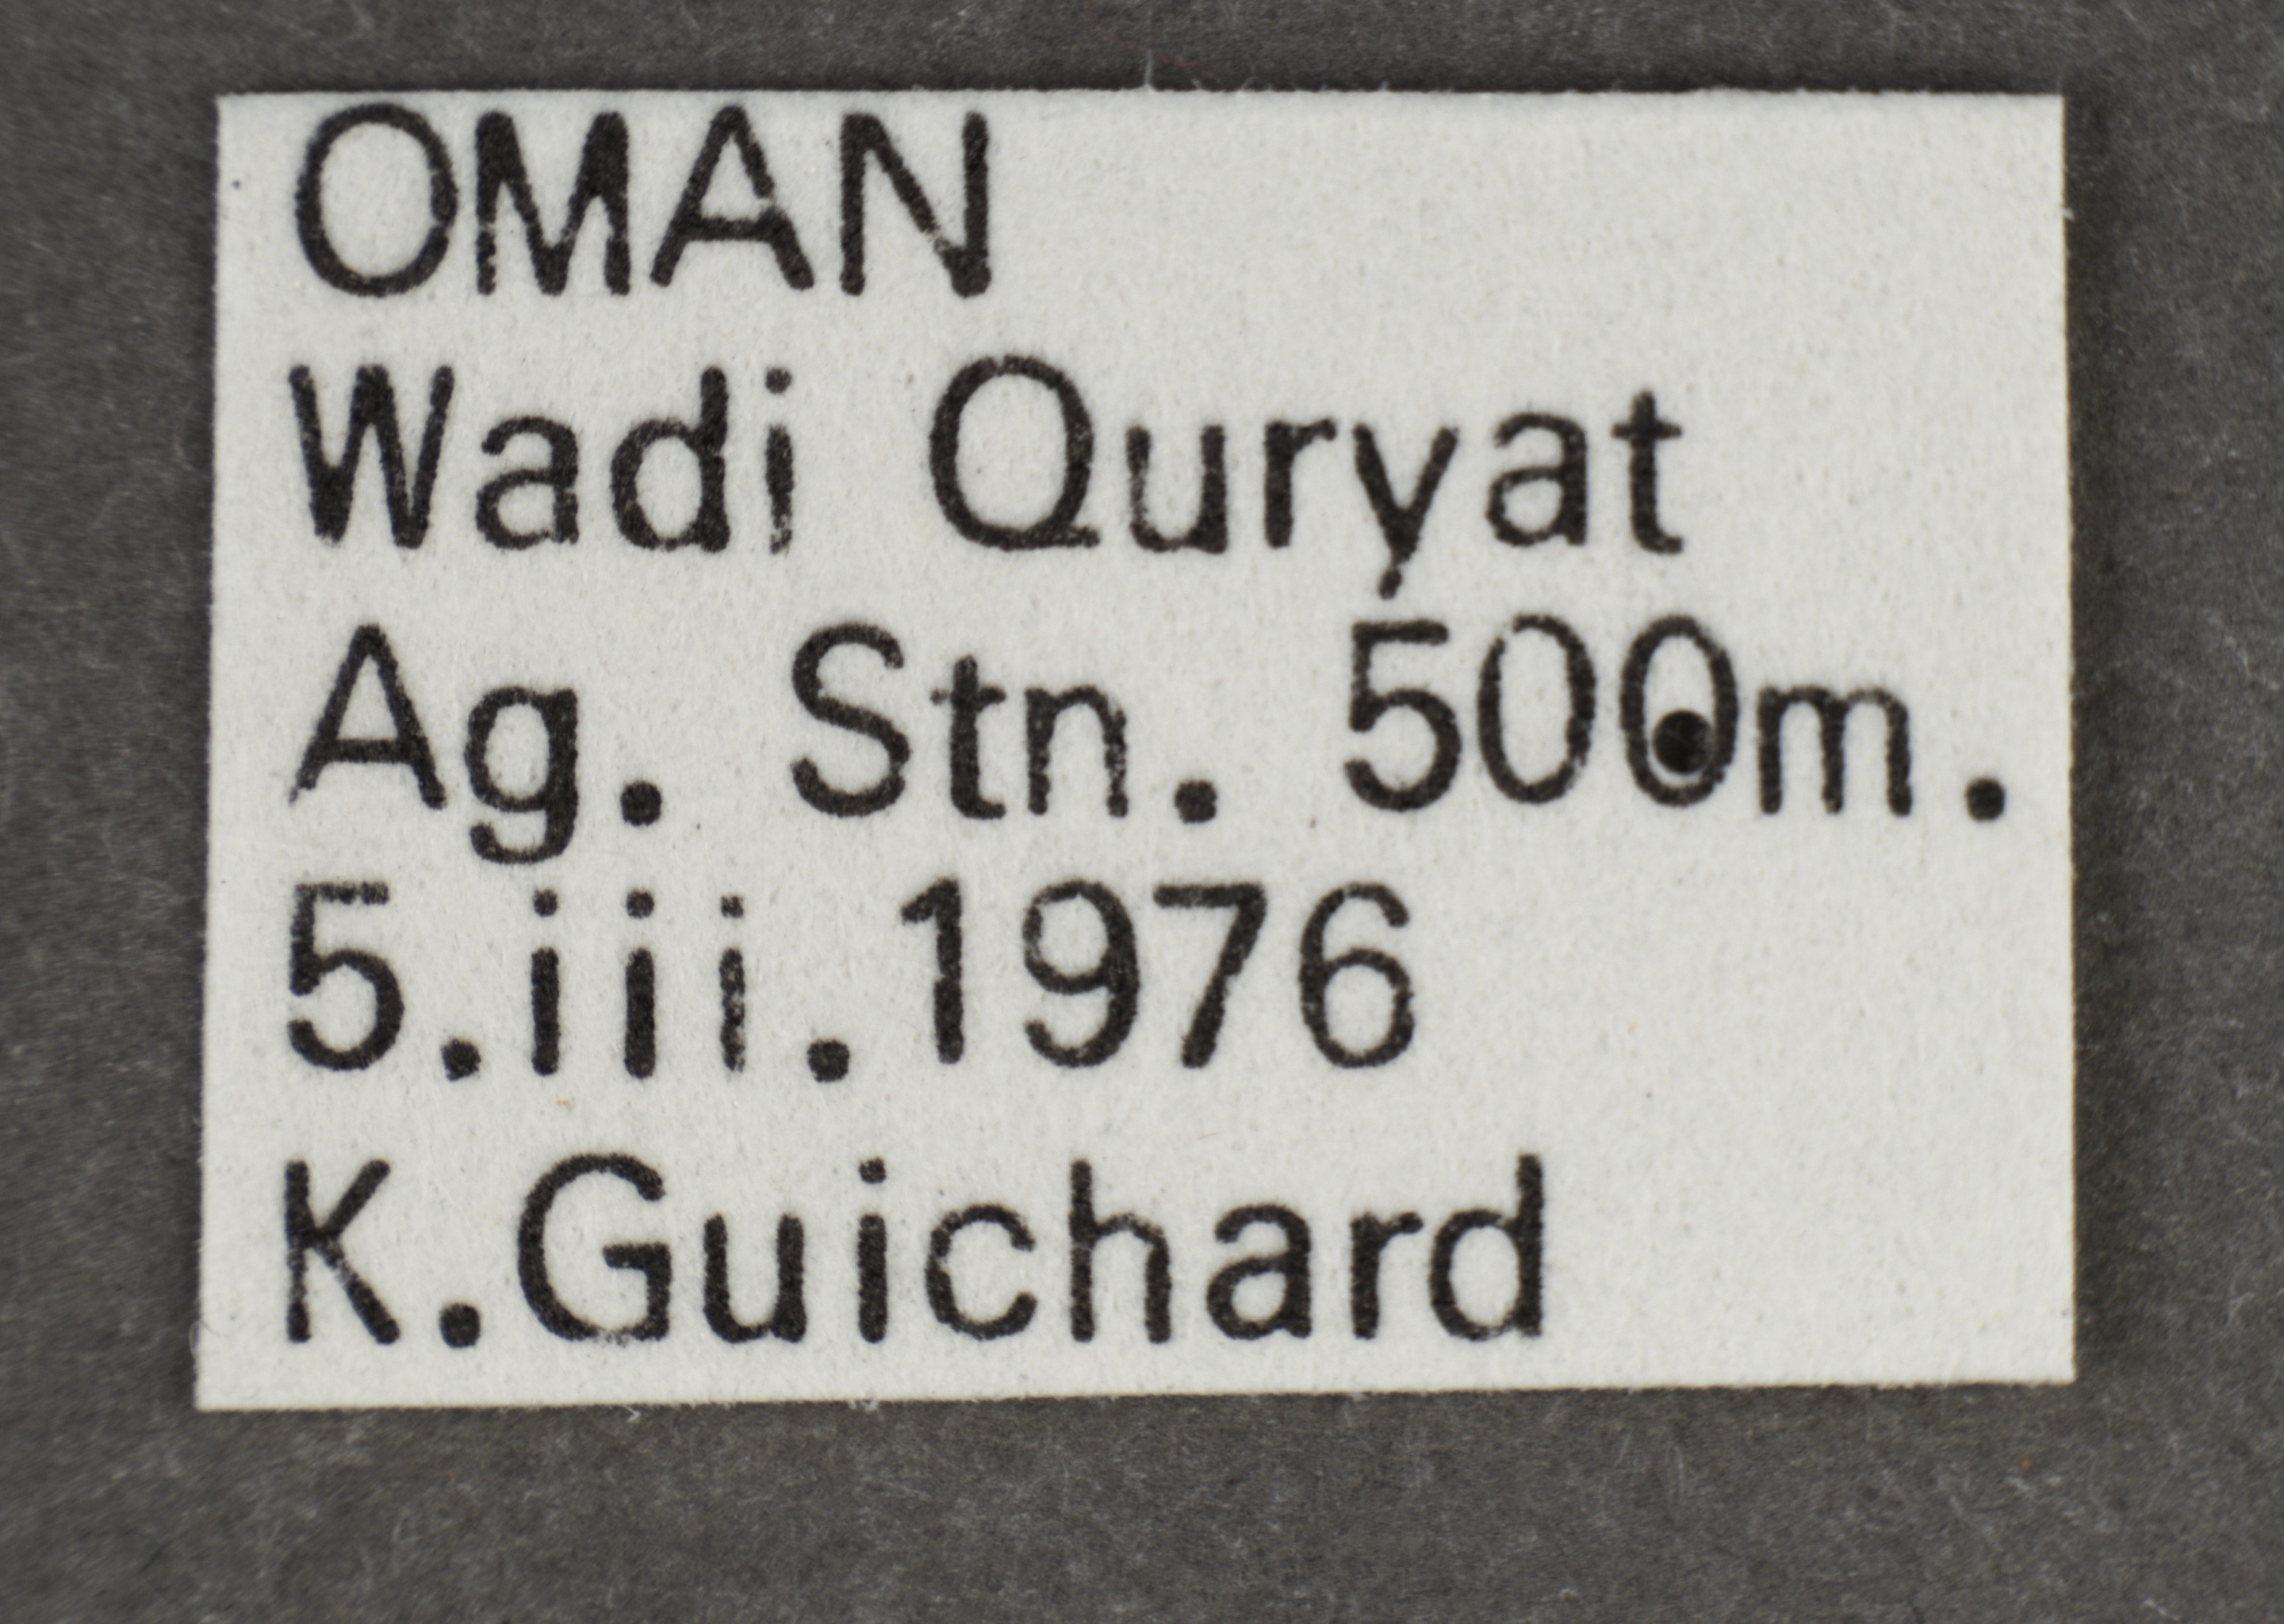 OMAN
Wadi Quryat
Ag. Stn. 500m.
5.iii.1976
K.Guichard